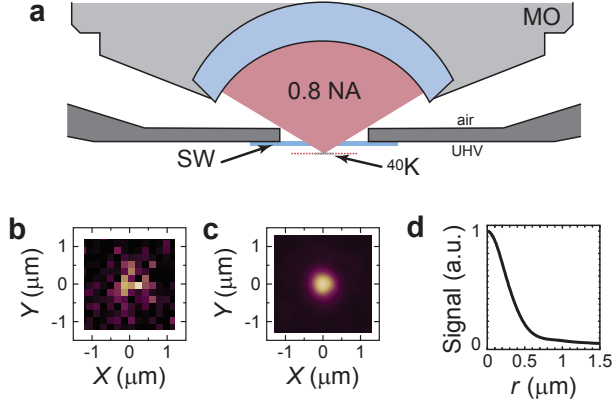 a
MO
0.8 NA
air
UHV
SW
⁴⁰K
b
c
d
Y (μm)
1
0
-1
-1 0 1
X (μm)
Y (μm)
1
0
-1
-1 0 1
X (μm)
Signal (a.u.)
1
0
0 0.5 1.0 1.5
r (μm)